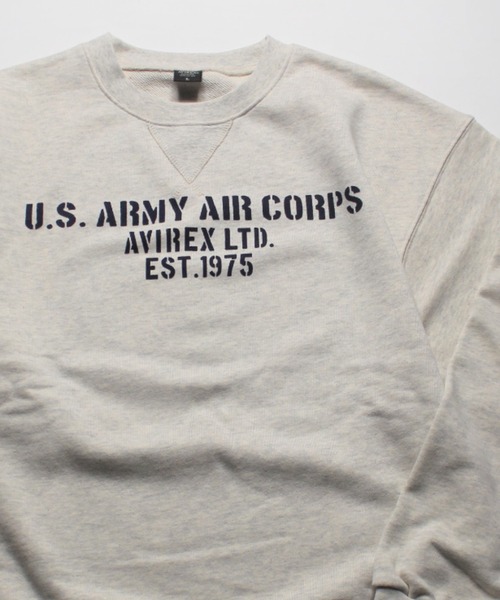 U.S. ARMY AIR CORPS
AVIREX LTD.
EST.1975